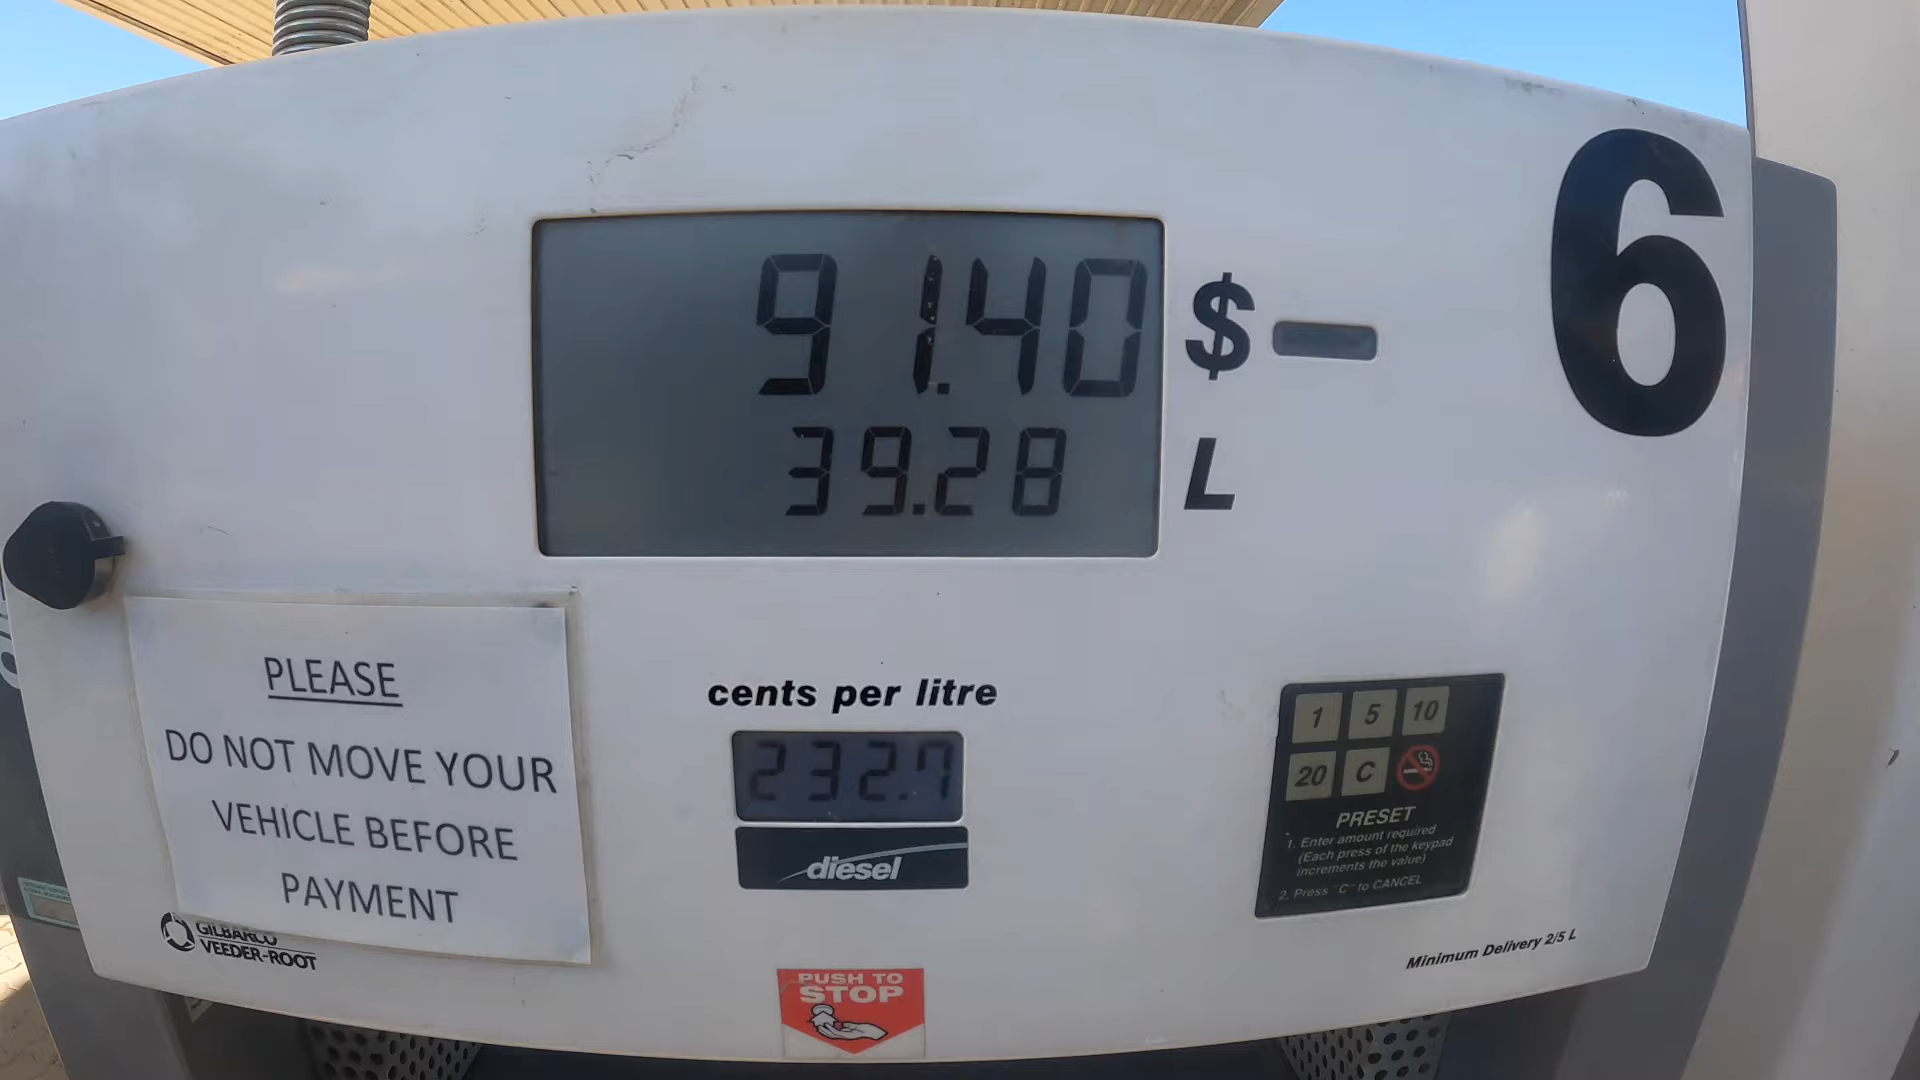 6
91.40 $
39.28 L
PLEASE
DO NOT MOVE YOUR
VEHICLE BEFORE
PAYMENT
cents per litre
232.7
diesel
1 5 10
20 C
PRESET
1. Enter amount required
(Each press of the keypad
increments the value)
2. Press "C" to CANCEL
GILBARCO
VEEDER-ROOT
Minimum Delivery 2/5 L
PUSH TO
STOP